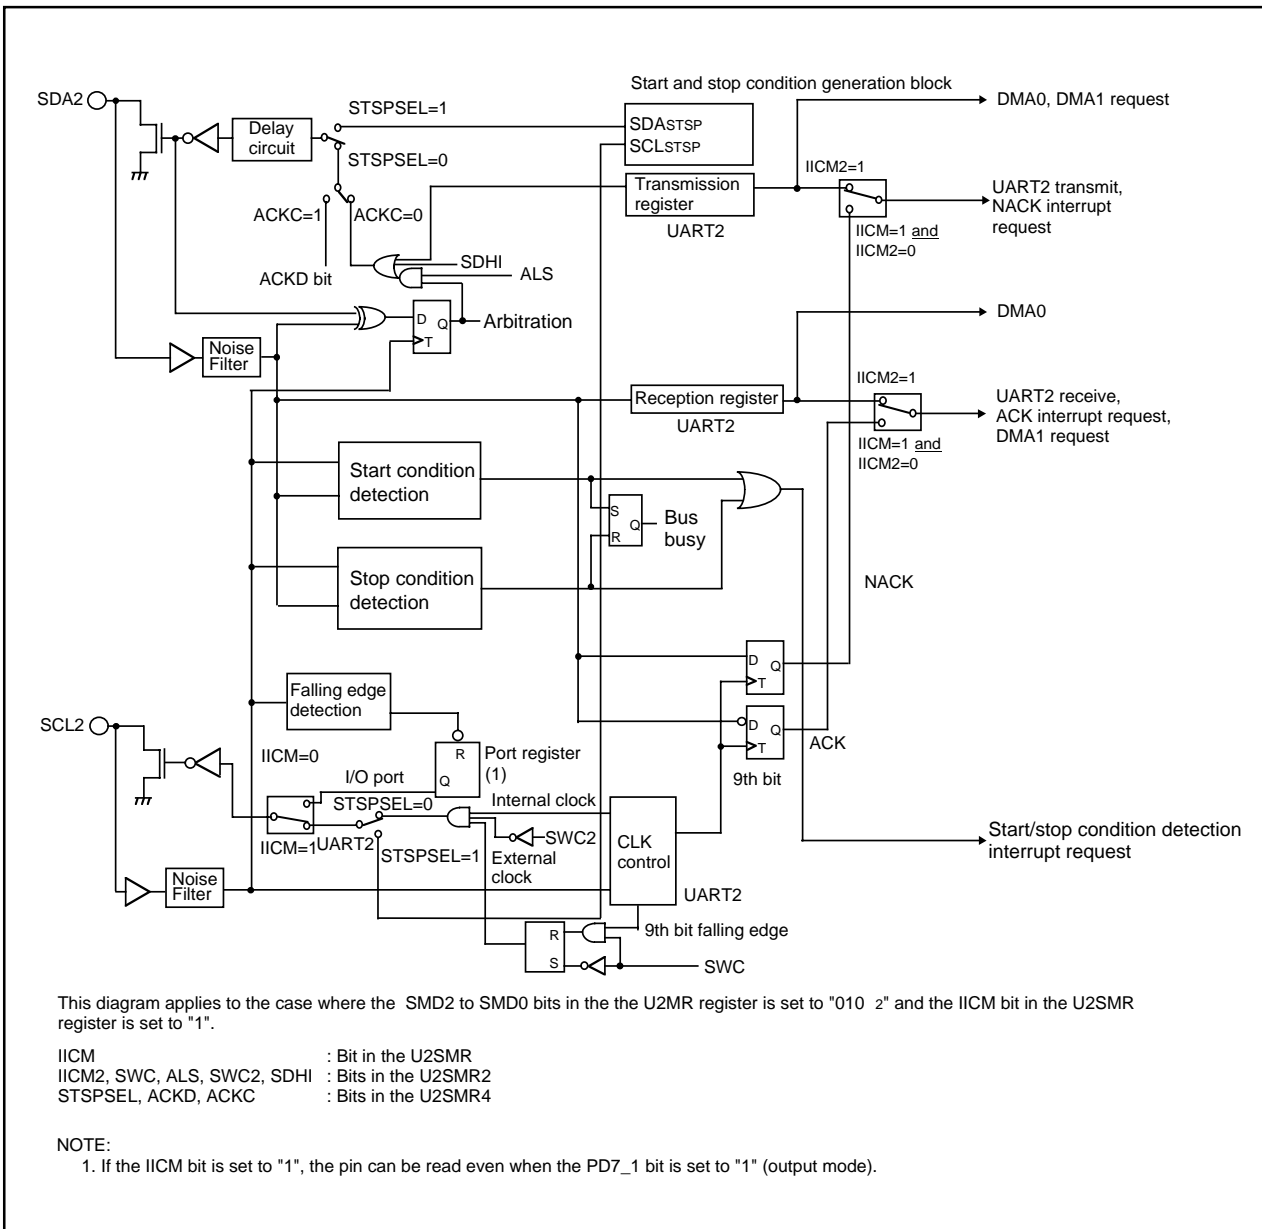 Start and stop condition generation block
SDA2
STSPSEL=1
DMA0, DMA1 request
SDASTSP
SCLSTSP
Delay
circuit
STSPSEL=0
IICM2=1
Transmission
register
UART2
UART2 transmit,
NACK interrupt
request
ACKC=1
ACKC=0
IICM=1 and
IICM2=0
SDHI
ALS
ACKD bit
D
Q
T
Arbitration
DMA0
Noise
Filter
IICM2=1
Reception register
UART2
UART2 receive,
ACK interrupt request,
DMA1 request
IICM=1 and
IICM2=0
Start condition
detection
S
Q
R
Bus
busy
Stop condition
detection
NACK
D
Q
T
Falling edge
detection
D
Q
T
ACK
9th bit
SCL2
IICM=0
R
Q
Port register
(1)
I/O port
STSPSEL=0
Internal clock
IICM=1
UART2
STSPSEL=1
SWC2
External
clock
CLK
control
UART2
Start/stop condition detection
interrupt request
Noise
Filter
R
S
9th bit falling edge
SWC
This diagram applies to the case where the SMD2 to SMD0 bits in the the U2MR register is set to "010 2" and the IICM bit in the U2SMR
register is set to "1".
IICM : Bit in the U2SMR
IICM2, SWC, ALS, SWC2, SDHI : Bits in the U2SMR2
STSPSEL, ACKD, ACKC : Bits in the U2SMR4
NOTE:
1. If the IICM bit is set to "1", the pin can be read even when the PD7_1 bit is set to "1" (output mode).